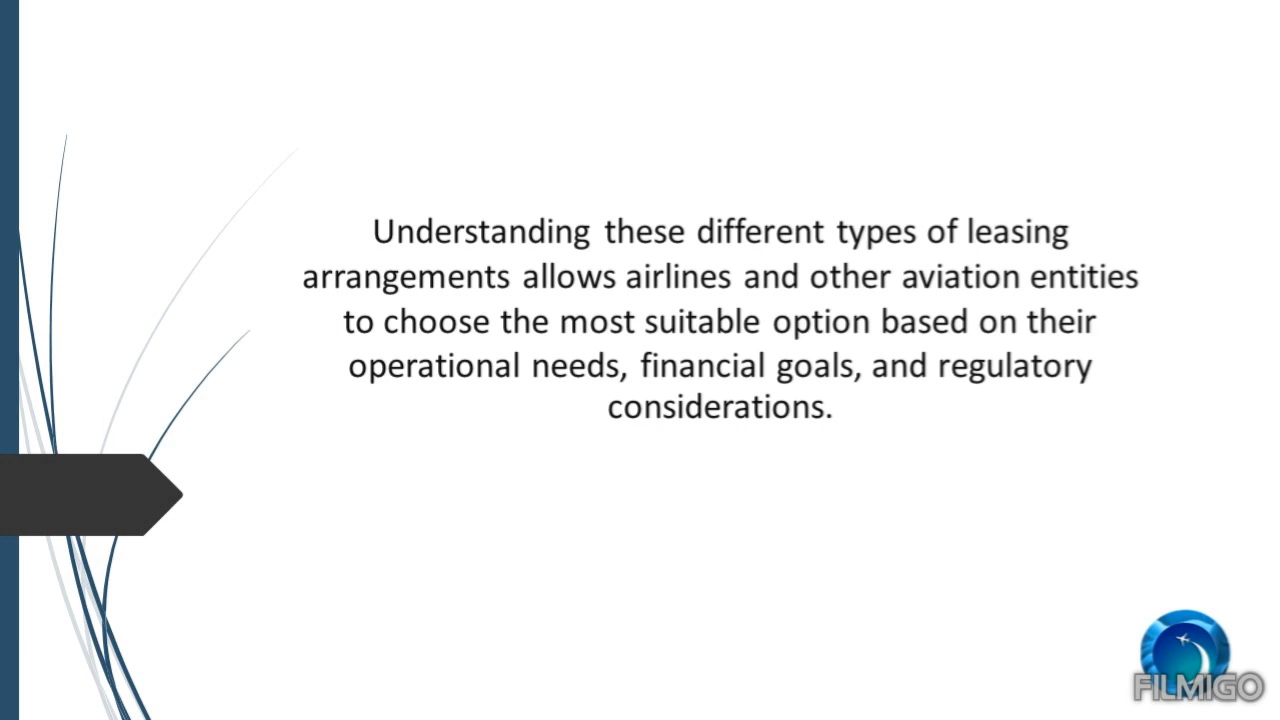 Understanding these different types of leasing
arrangements allows airlines and other aviation entities
to choose the most suitable option based on their
operational needs, financial goals, and regulatory
considerations.
FILMIGO